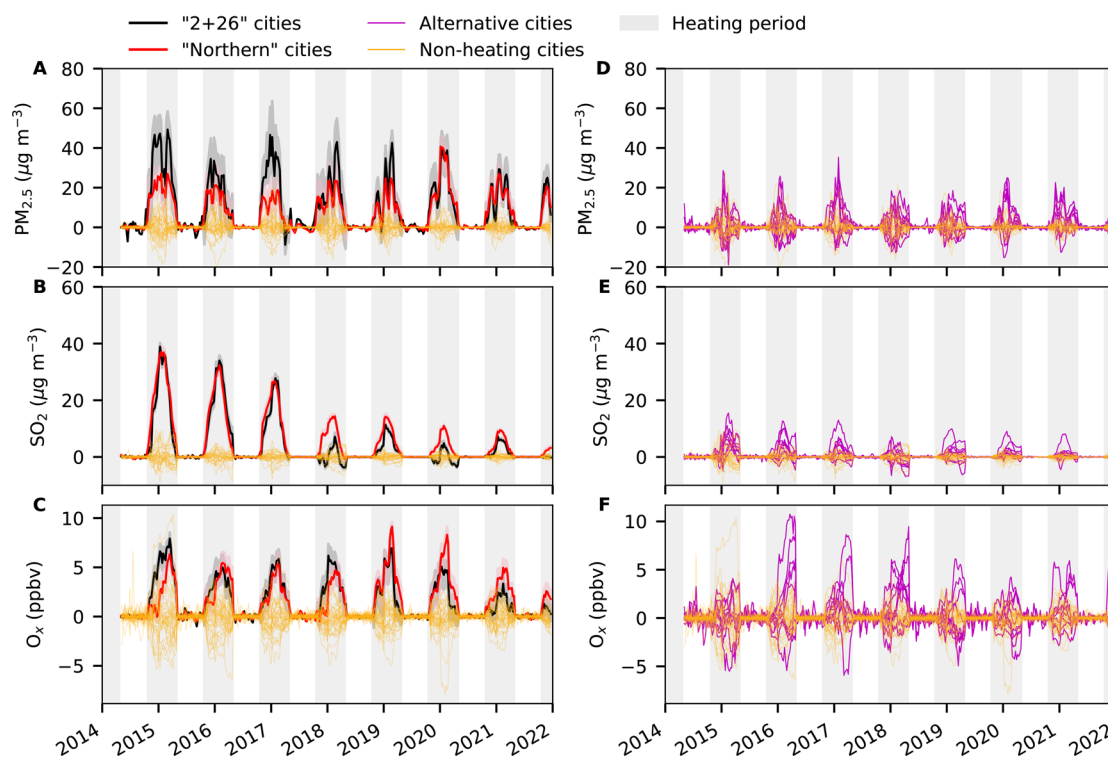 "2+26" cities Alternative cities Heating period
"Northern" cities Non-heating cities
A
80
60
40
20
0
−20
PM2.5 (μg m−3)
D
80
60
40
20
0
−20
PM2.5 (μg m−3)
B
60
40
20
0
SO2 (μg m−3)
E
60
40
20
0
SO2 (μg m−3)
C
10
5
0
−5
Ox (ppbv)
2014 2015 2016 2017 2018 2019 2020 2021 2022
F
10
5
0
−5
Ox (ppbv)
2014 2015 2016 2017 2018 2019 2020 2021 2022